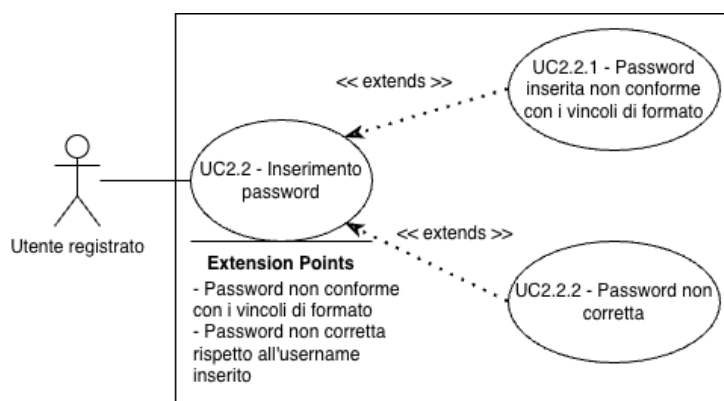 UC2.2.1 - Password
inserita non conforme
con i vincoli di formato
<< extends >>
UC2.2 - Inserimento
password
Utente registrato
<< extends >>
Extension Points
- Password non conforme
con i vincoli di formato
- Password non corretta
rispetto all'username
inserito
UC2.2.2 - Password non
corretta